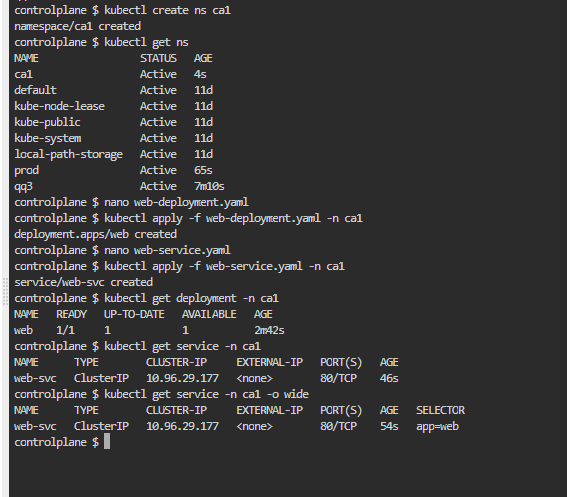 controlplane $ kubectl create ns ca1
namespace/ca1 created
controlplane $ kubectl get ns
NAME STATUS AGE
ca1 Active 4s
default Active 11d
kube-node-lease Active 11d
kube-public Active 11d
kube-system Active 11d
local-path-storage Active 11d
prod Active 65s
qq3 Active 7m10s
controlplane $ nano web-deployment.yaml
controlplane $ kubectl apply -f web-deployment.yaml -n ca1
deployment.apps/web created
controlplane $ nano web-service.yaml
controlplane $ kubectl apply -f web-service.yaml -n ca1
service/web-svc created
controlplane $ kubectl get deployment -n ca1
NAME READY UP-TO-DATE AVAILABLE AGE
web 1/1 1 1 2m42s
controlplane $ kubectl get service -n ca1
NAME TYPE CLUSTER-IP EXTERNAL-IP PORT(S) AGE
web-svc ClusterIP 10.96.29.177 <none> 80/TCP 46s
controlplane $ kubectl get service -n ca1 -o wide
NAME TYPE CLUSTER-IP EXTERNAL-IP PORT(S) AGE SELECTOR
web-svc ClusterIP 10.96.29.177 <none> 80/TCP 54s app=web
controlplane $